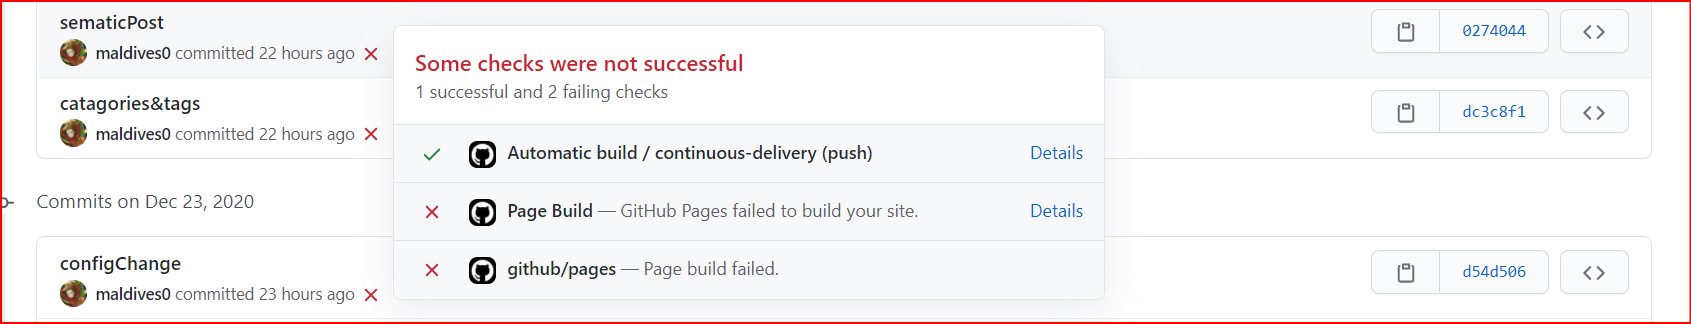 sematicPost
maldives0 committed 22 hours ago
0274044
Some checks were not successful
1 successful and 2 failing checks
catagories&tags
maldives0 committed 22 hours ago
dc3c8f1
Automatic build / continuous-delivery (push) Details
Page Build — GitHub Pages failed to build your site. Details
github/pages — Page build failed.
Commits on Dec 23, 2020
configChange
maldives0 committed 23 hours ago
d54d506